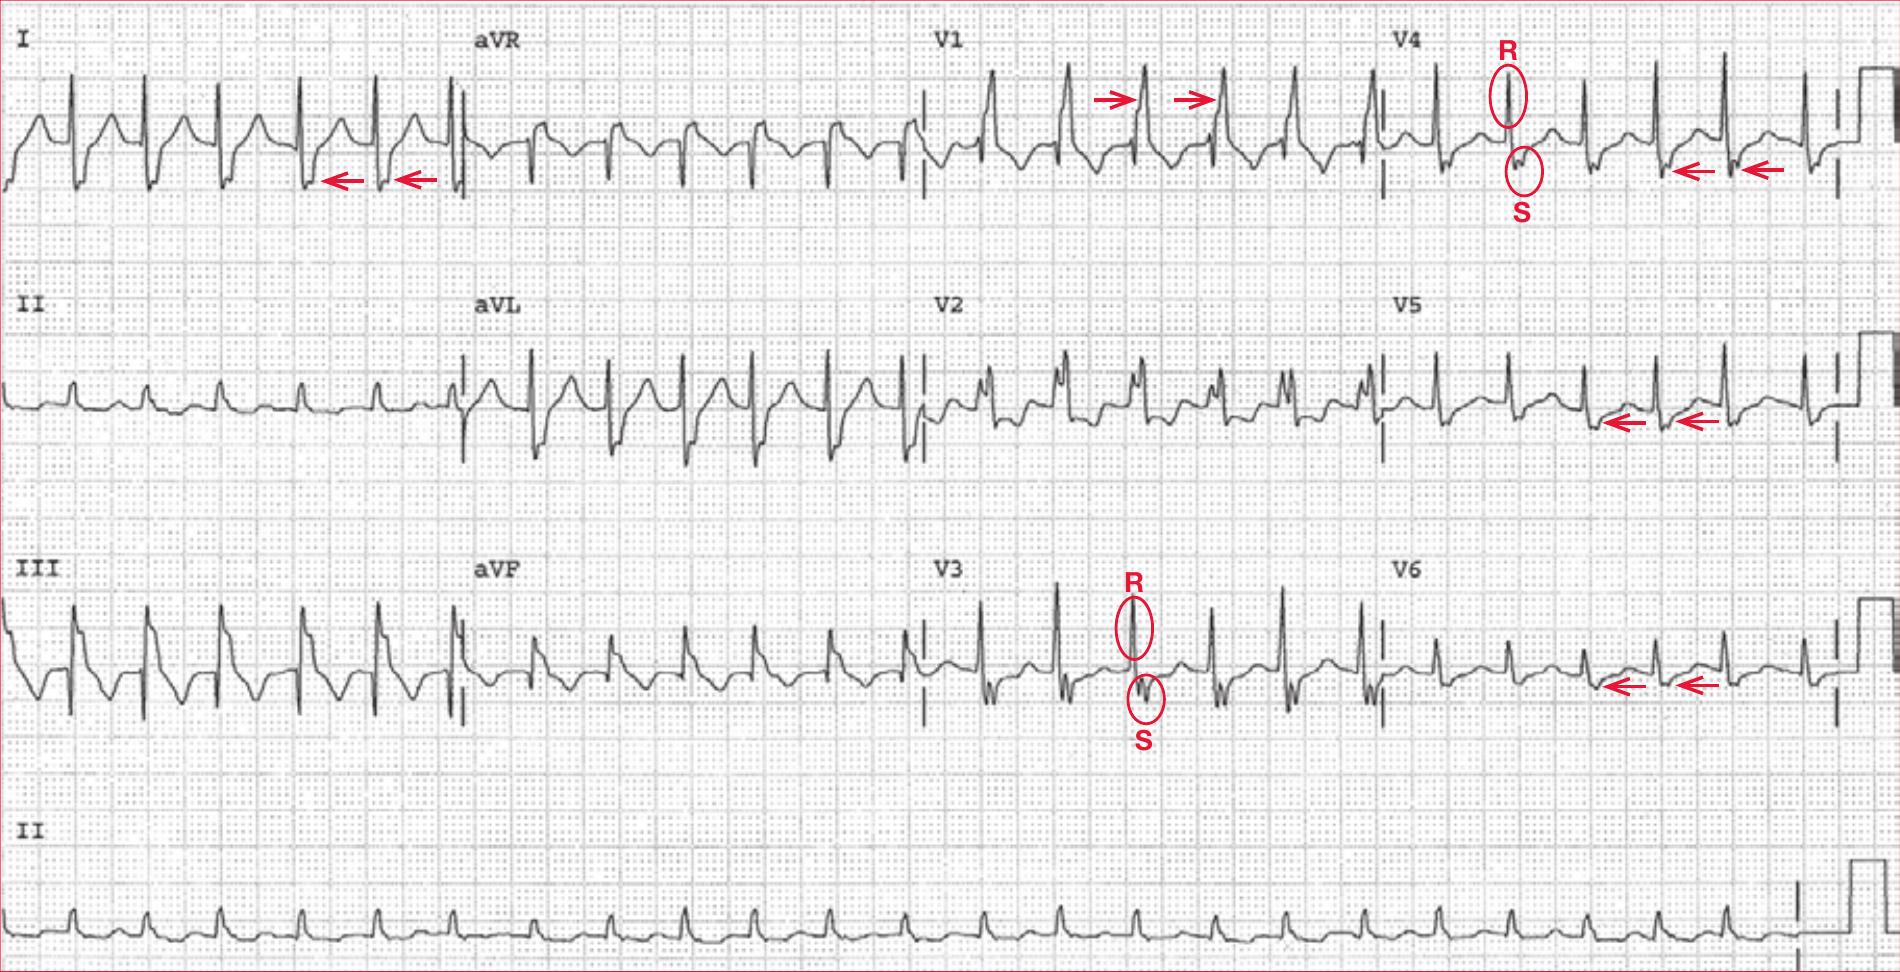 I aVR V1 V4
R
S
II aVL V2 V5
III aVF V3 V6
R
S
II